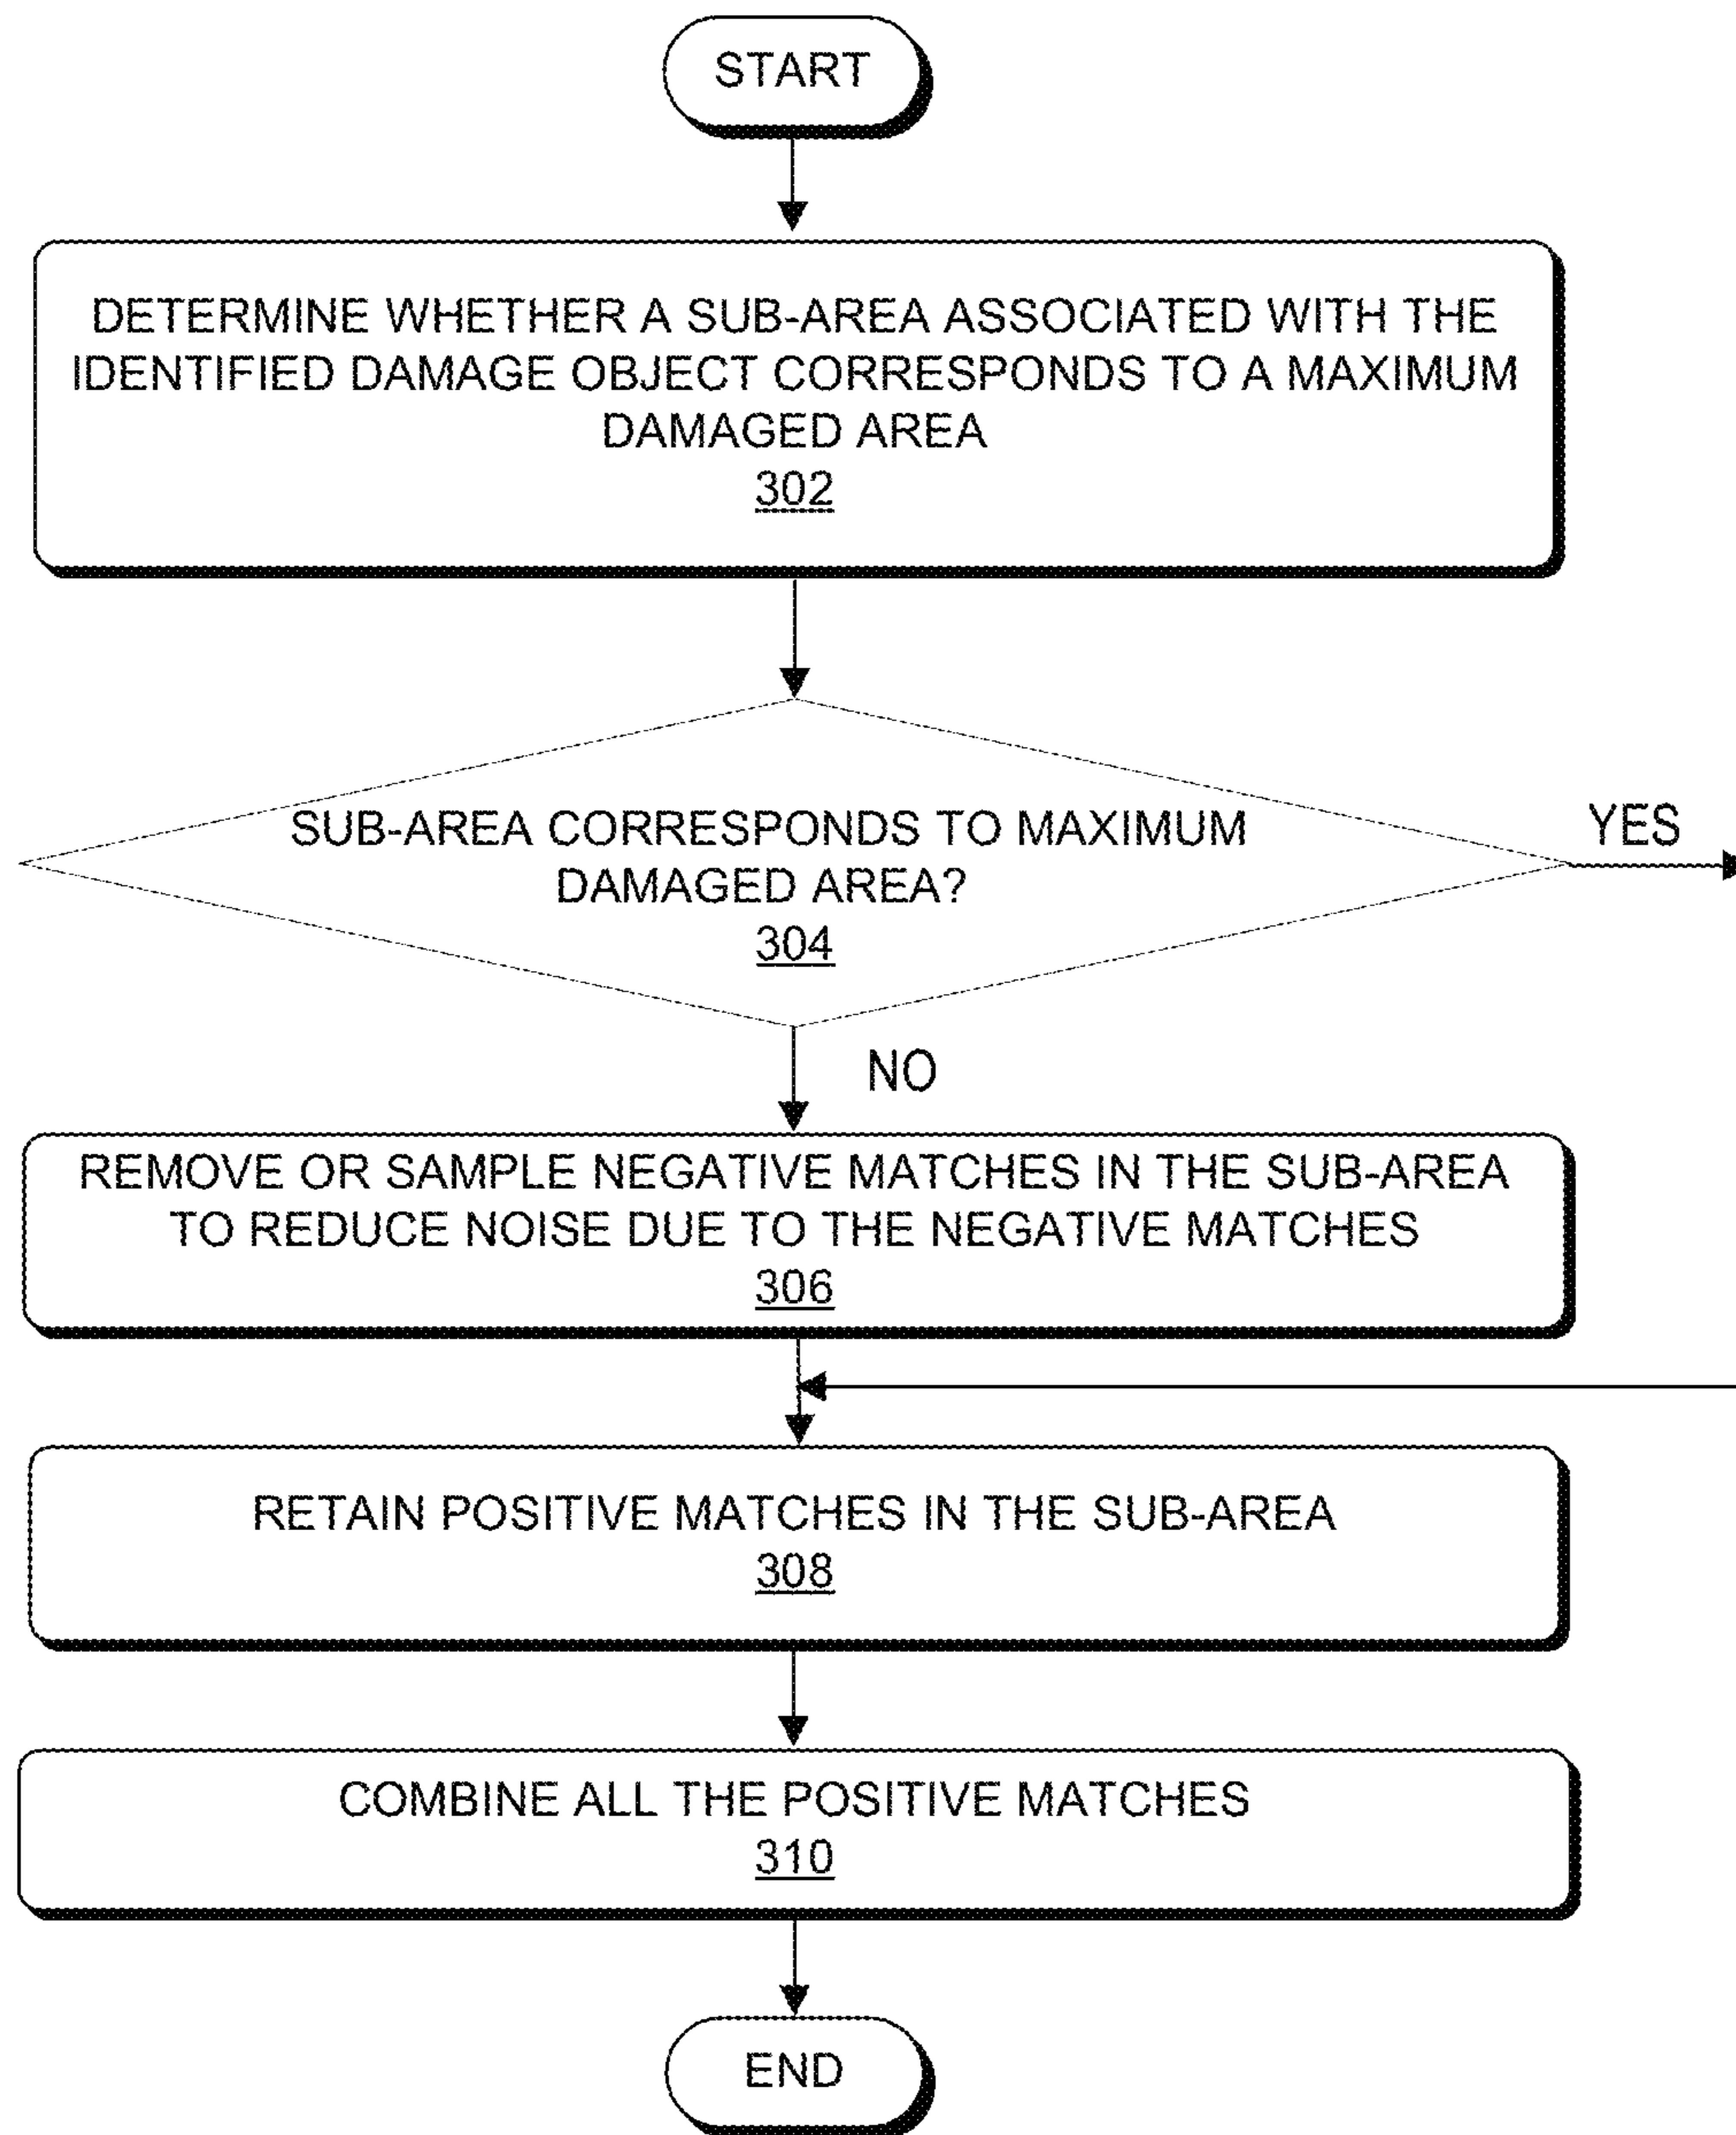 START
DETERMINE WHETHER A SUB-AREA ASSOCIATED WITH THE
IDENTIFIED DAMAGE OBJECT CORRESPONDS TO A MAXIMUM
DAMAGED AREA
302
SUB-AREA CORRESPONDS TO MAXIMUM
DAMAGED AREA?
304
YES
NO
REMOVE OR SAMPLE NEGATIVE MATCHES IN THE SUB-AREA
TO REDUCE NOISE DUE TO THE NEGATIVE MATCHES
306
RETAIN POSITIVE MATCHES IN THE SUB-AREA
308
COMBINE ALL THE POSITIVE MATCHES
310
END